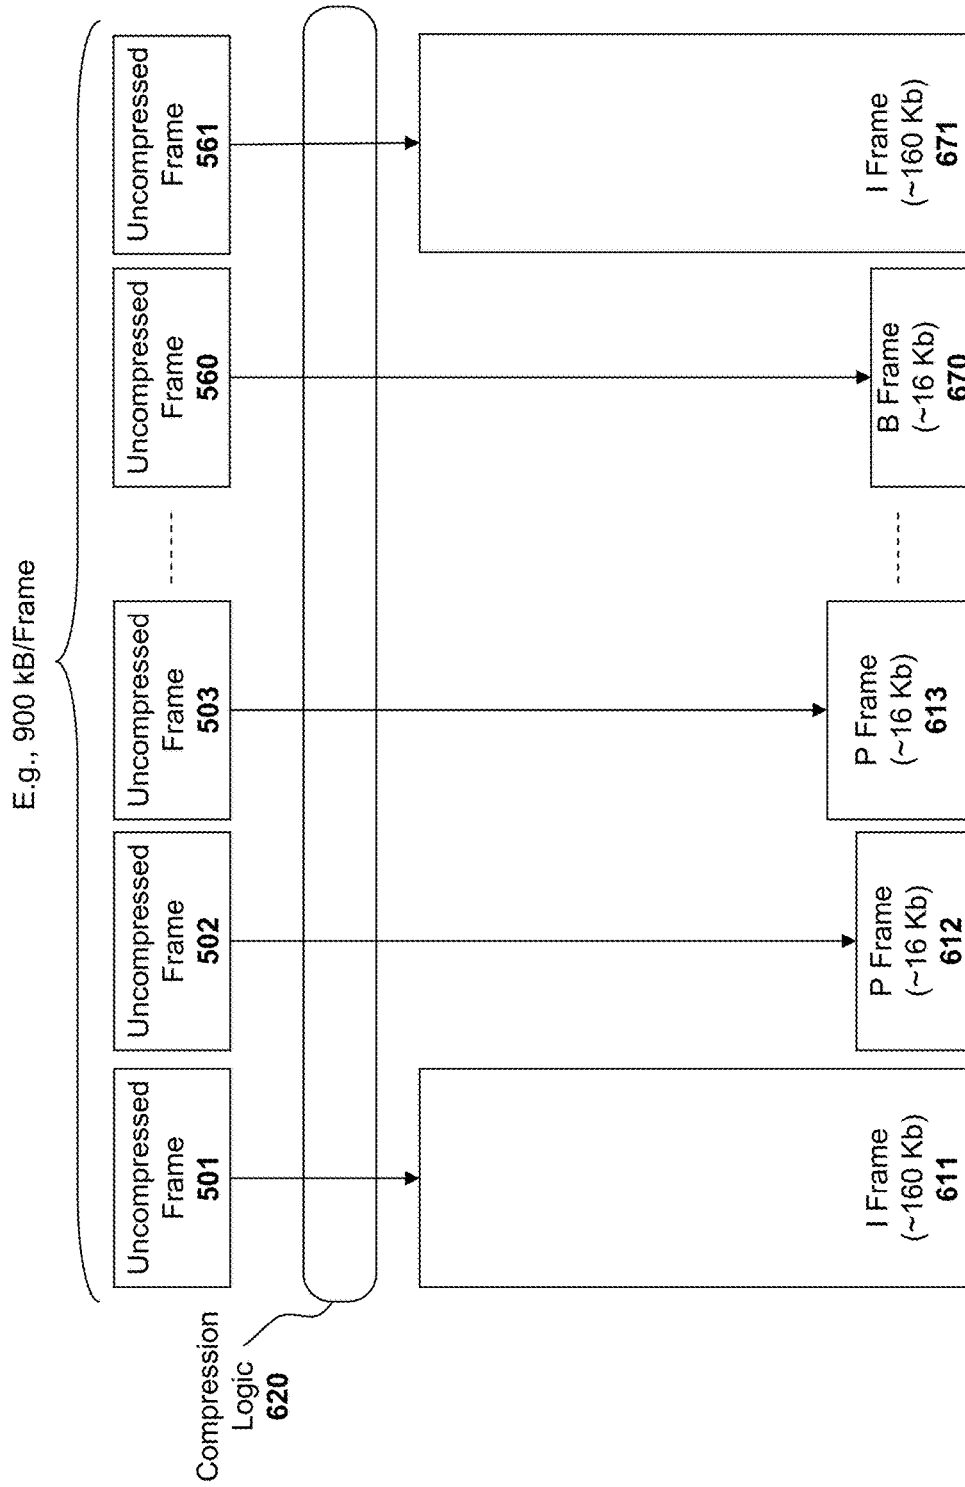 E.g., 900 kB/Frame
Uncompressed
Frame
501
Uncompressed
Frame
502
Uncompressed
Frame
503
Uncompressed
Frame
560
Uncompressed
Frame
561
Compression
Logic
620
I Frame
(~160 Kb)
611
P Frame
(~16 Kb)
612
P Frame
(~16 Kb)
613
B Frame
(~16 Kb)
670
I Frame
(~160 Kb)
671